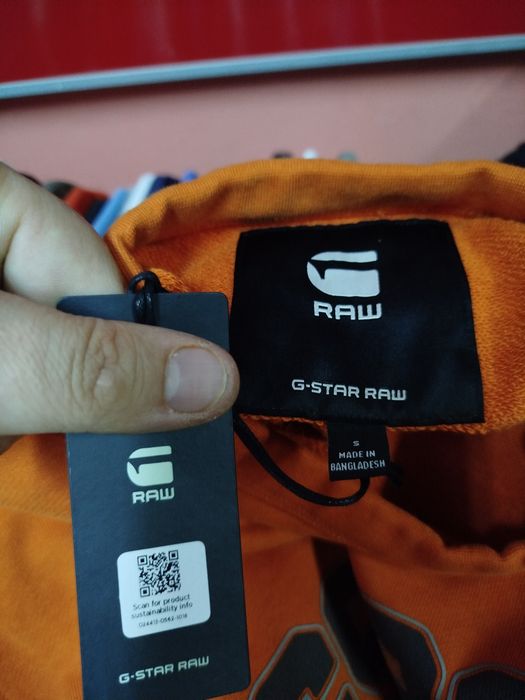 RAW
G-STAR RAW
S
MADE IN
BANGLADESH
RAW
Scan for product
sustainability info
G-STAR RAW